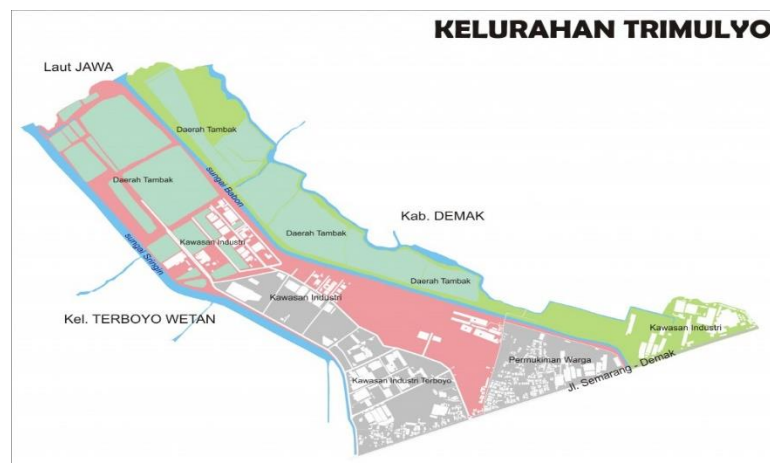 KELURAHAN TRIMULYO
Laut JAWA
Daerah Tambak
Daerah Tambak
sungai Babon
Kab. DEMAK
Daerah Tambak
sungai Sringin
Kawasan Industri
Daerah Tambak
Kawasan Industri
Kel. TERBOYO WETAN
Kawasan Industri
Permukiman Warga
Jl. Semarang - Demak
Kawasan Industri Terboyo